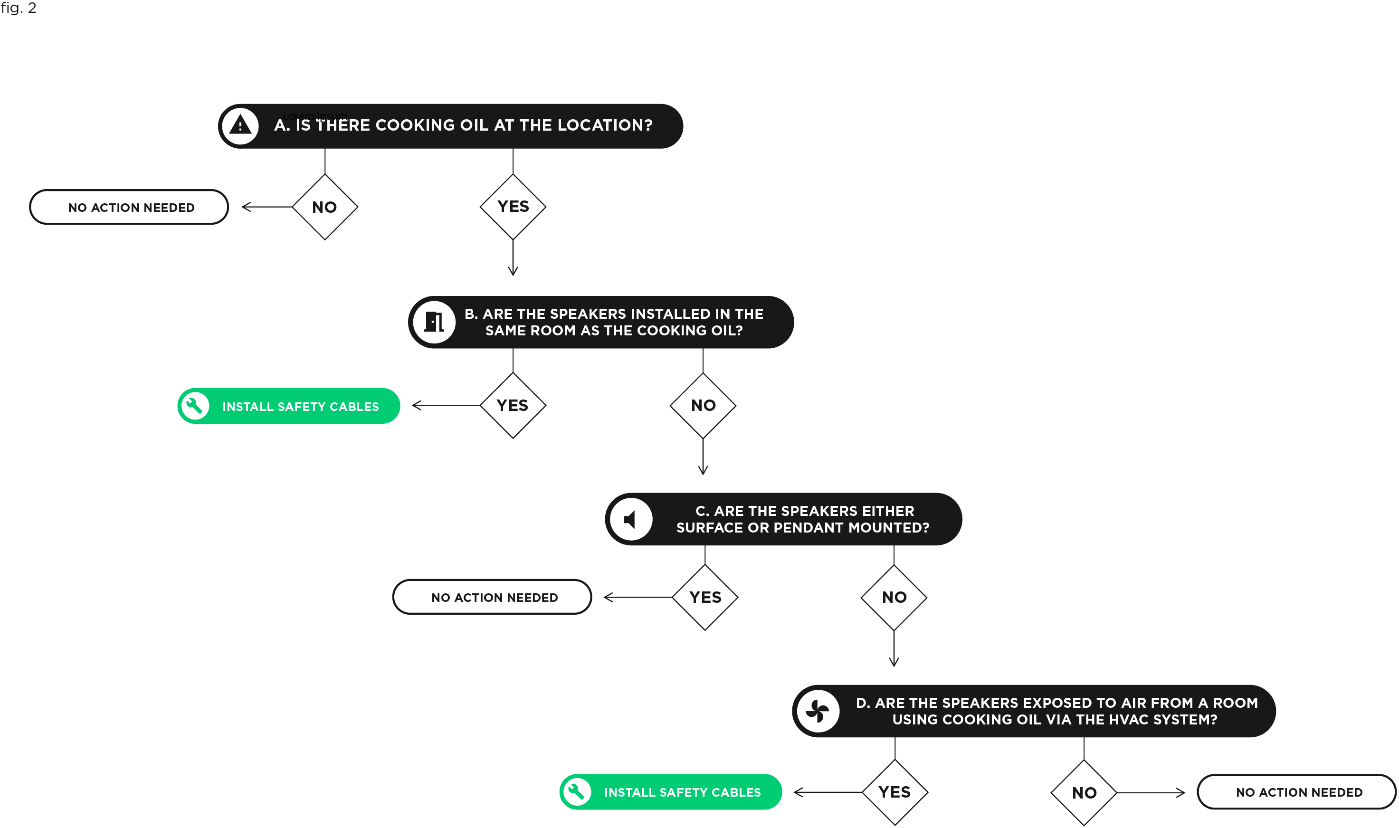 fig. 2
A. IS THERE COOKING OIL AT THE LOCATION?
NO ACTION NEEDED
NO
YES
B. ARE THE SPEAKERS INSTALLED IN THE
SAME ROOM AS THE COOKING OIL?
INSTALL SAFETY CABLES
YES
NO
C. ARE THE SPEAKERS EITHER
SURFACE OR PENDANT MOUNTED?
NO ACTION NEEDED
YES
NO
D. ARE THE SPEAKERS EXPOSED TO AIR FROM A ROOM
USING COOKING OIL VIA THE HVAC SYSTEM?
INSTALL SAFETY CABLES
YES
NO
NO ACTION NEEDED